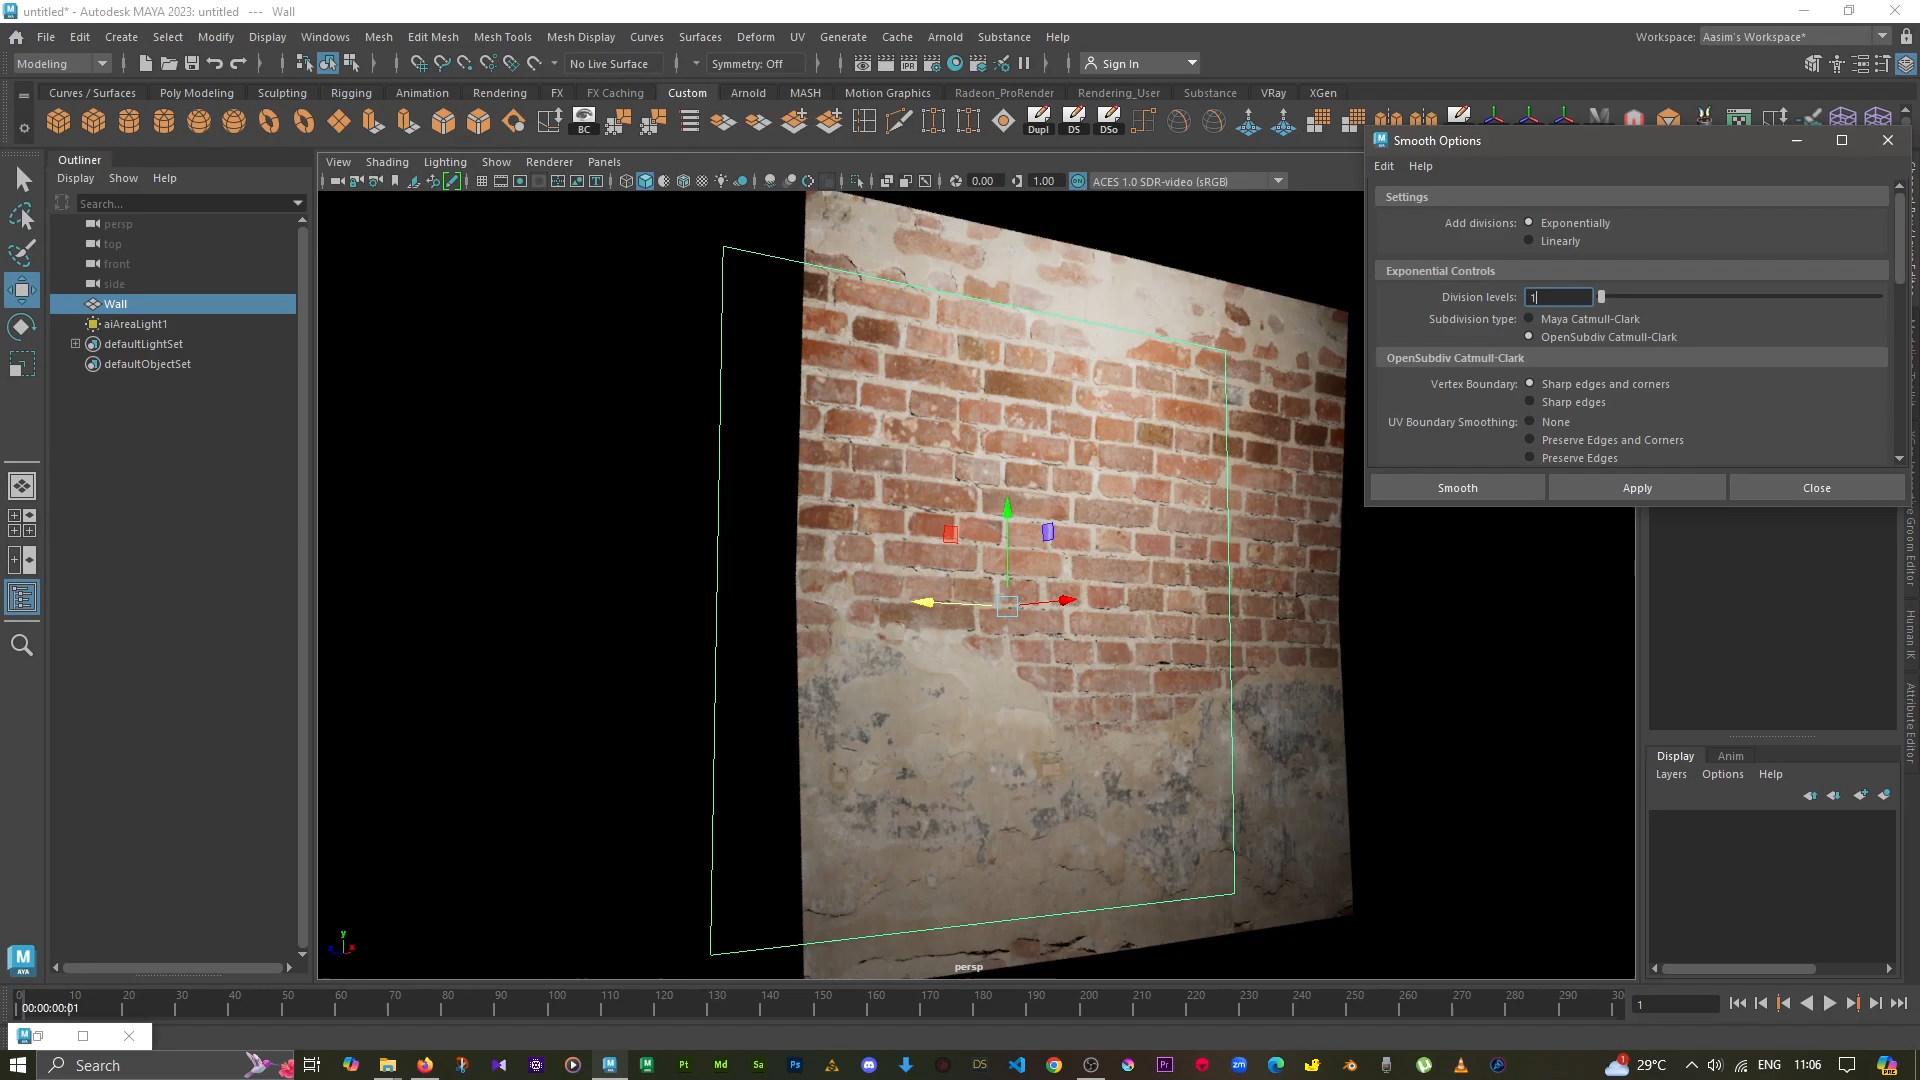 untitled* - Autodesk MAYA 2023: untitled --- Wall
File Edit Create Select Modify Display Windows Mesh Edit Mesh Mesh Tools Mesh Display Curves Surfaces Deform UV Generate Cache Arnold Substance Help
Workspace: Aasim's Workspace*
Modeling No Live Surface Symmetry: Off Sign In
Curves / Surfaces Poly Modeling Sculpting Rigging Animation Rendering FX FX Caching Custom Arnold MASH Motion Graphics Radeon_ProRender Rendering_User Substance VRay XGen
BC Dupl DS DSo
Outliner
Display Show Help
Search...
persp
top
front
side
Wall
aiAreaLight1
defaultLightSet
defaultObjectSet
View Shading Lighting Show Renderer Panels
0.00 1.00 ACES 1.0 SDR-video (sRGB)
persp
Smooth Options
Edit Help
Settings
Add divisions: Exponentially
Linearly
Exponential Controls
Division levels: 1
Subdivision type: Maya Catmull-Clark
OpenSubdiv Catmull-Clark
OpenSubdiv Catmull-Clark
Vertex Boundary: Sharp edges and corners
Sharp edges
UV Boundary Smoothing: None
Preserve Edges and Corners
Preserve Edges
Smooth Apply Close
Human IK
Attribute Editor
Display Anim
Layers Options Help
0 10 20 30 40 50 60 70 80 90 100 110 120 130 140 150 160 170 180 190 200 210 220 230 240 250 260 270 280 290 30
00:00:00:01
1
Search
29°C ENG 11:06